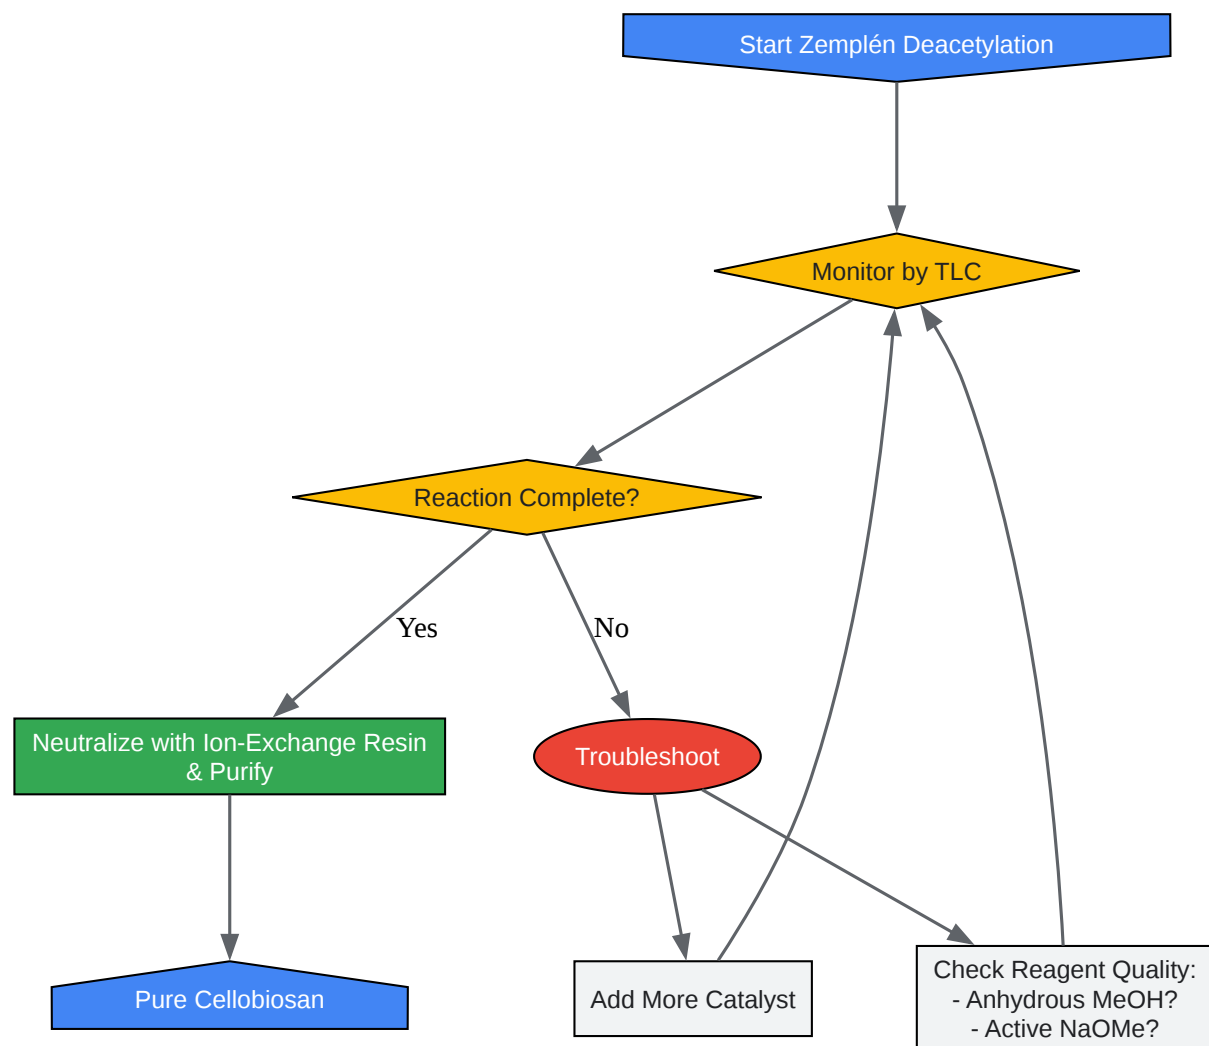 Start Zemplén Deacetylation
Monitor by TLC
Reaction Complete?
Yes
No
Neutralize with Ion-Exchange Resin
& Purify
Troubleshoot
Pure Cellobiosan
Add More Catalyst
Check Reagent Quality:
- Anhydrous MeOH?
- Active NaOMe?